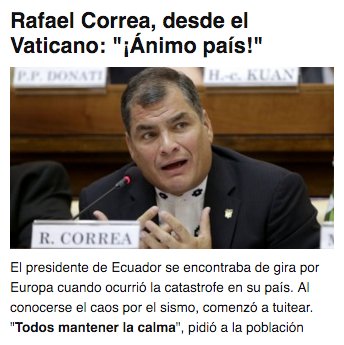 Rafael Correa, desde el
Vaticano: "¡Ánimo país!"
P.P. DONATI
H.-c. KUAN
R. CORREA
El presidente de Ecuador se encontraba de gira por
Europa cuando ocurrió la catastrofe en su país. Al
conocerse el caos por el sismo, comenzó a tuitear.
"Todos mantener la calma", pidió a la población